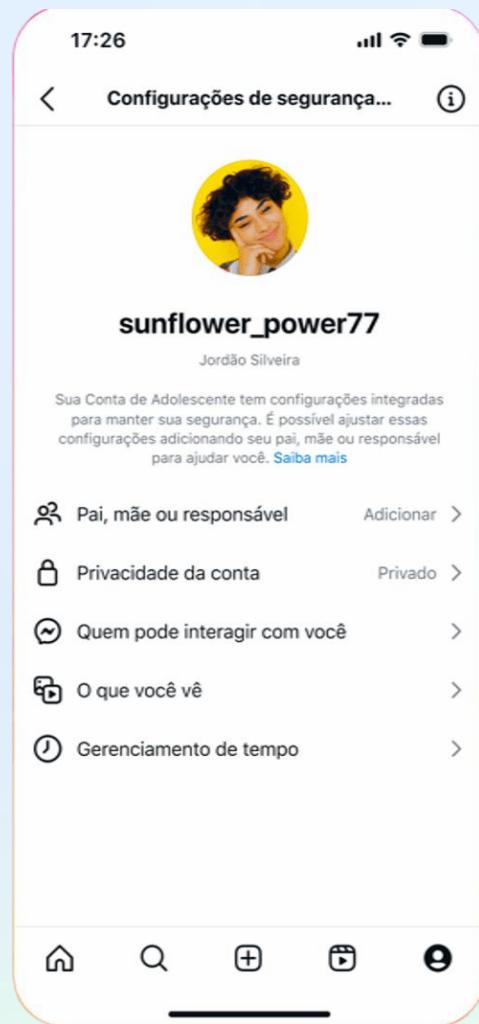 17:26
Configurações de segurança...
sunflower_power77
Jordão Silveira
Sua Conta de Adolescente tem configurações integradas
para manter sua segurança. É possível ajustar essas
configurações adicionando seu pai, mãe ou responsável
para ajudar você. Saiba mais
Pai, mãe ou responsável Adicionar
Privacidade da conta Privado
Quem pode interagir com você
O que você vê
Gerenciamento de tempo